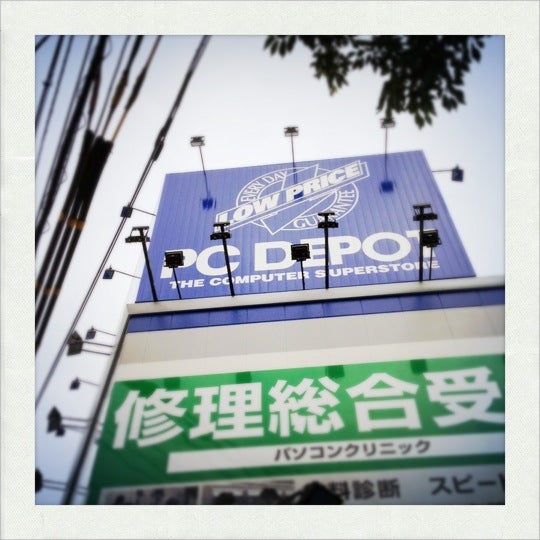 EVERY DAY
LOW PRICE
GUARANTEE
PC DEPOT
THE COMPUTER SUPERSTORE
修理総合受
パソコンクリニック
料診断 スピー